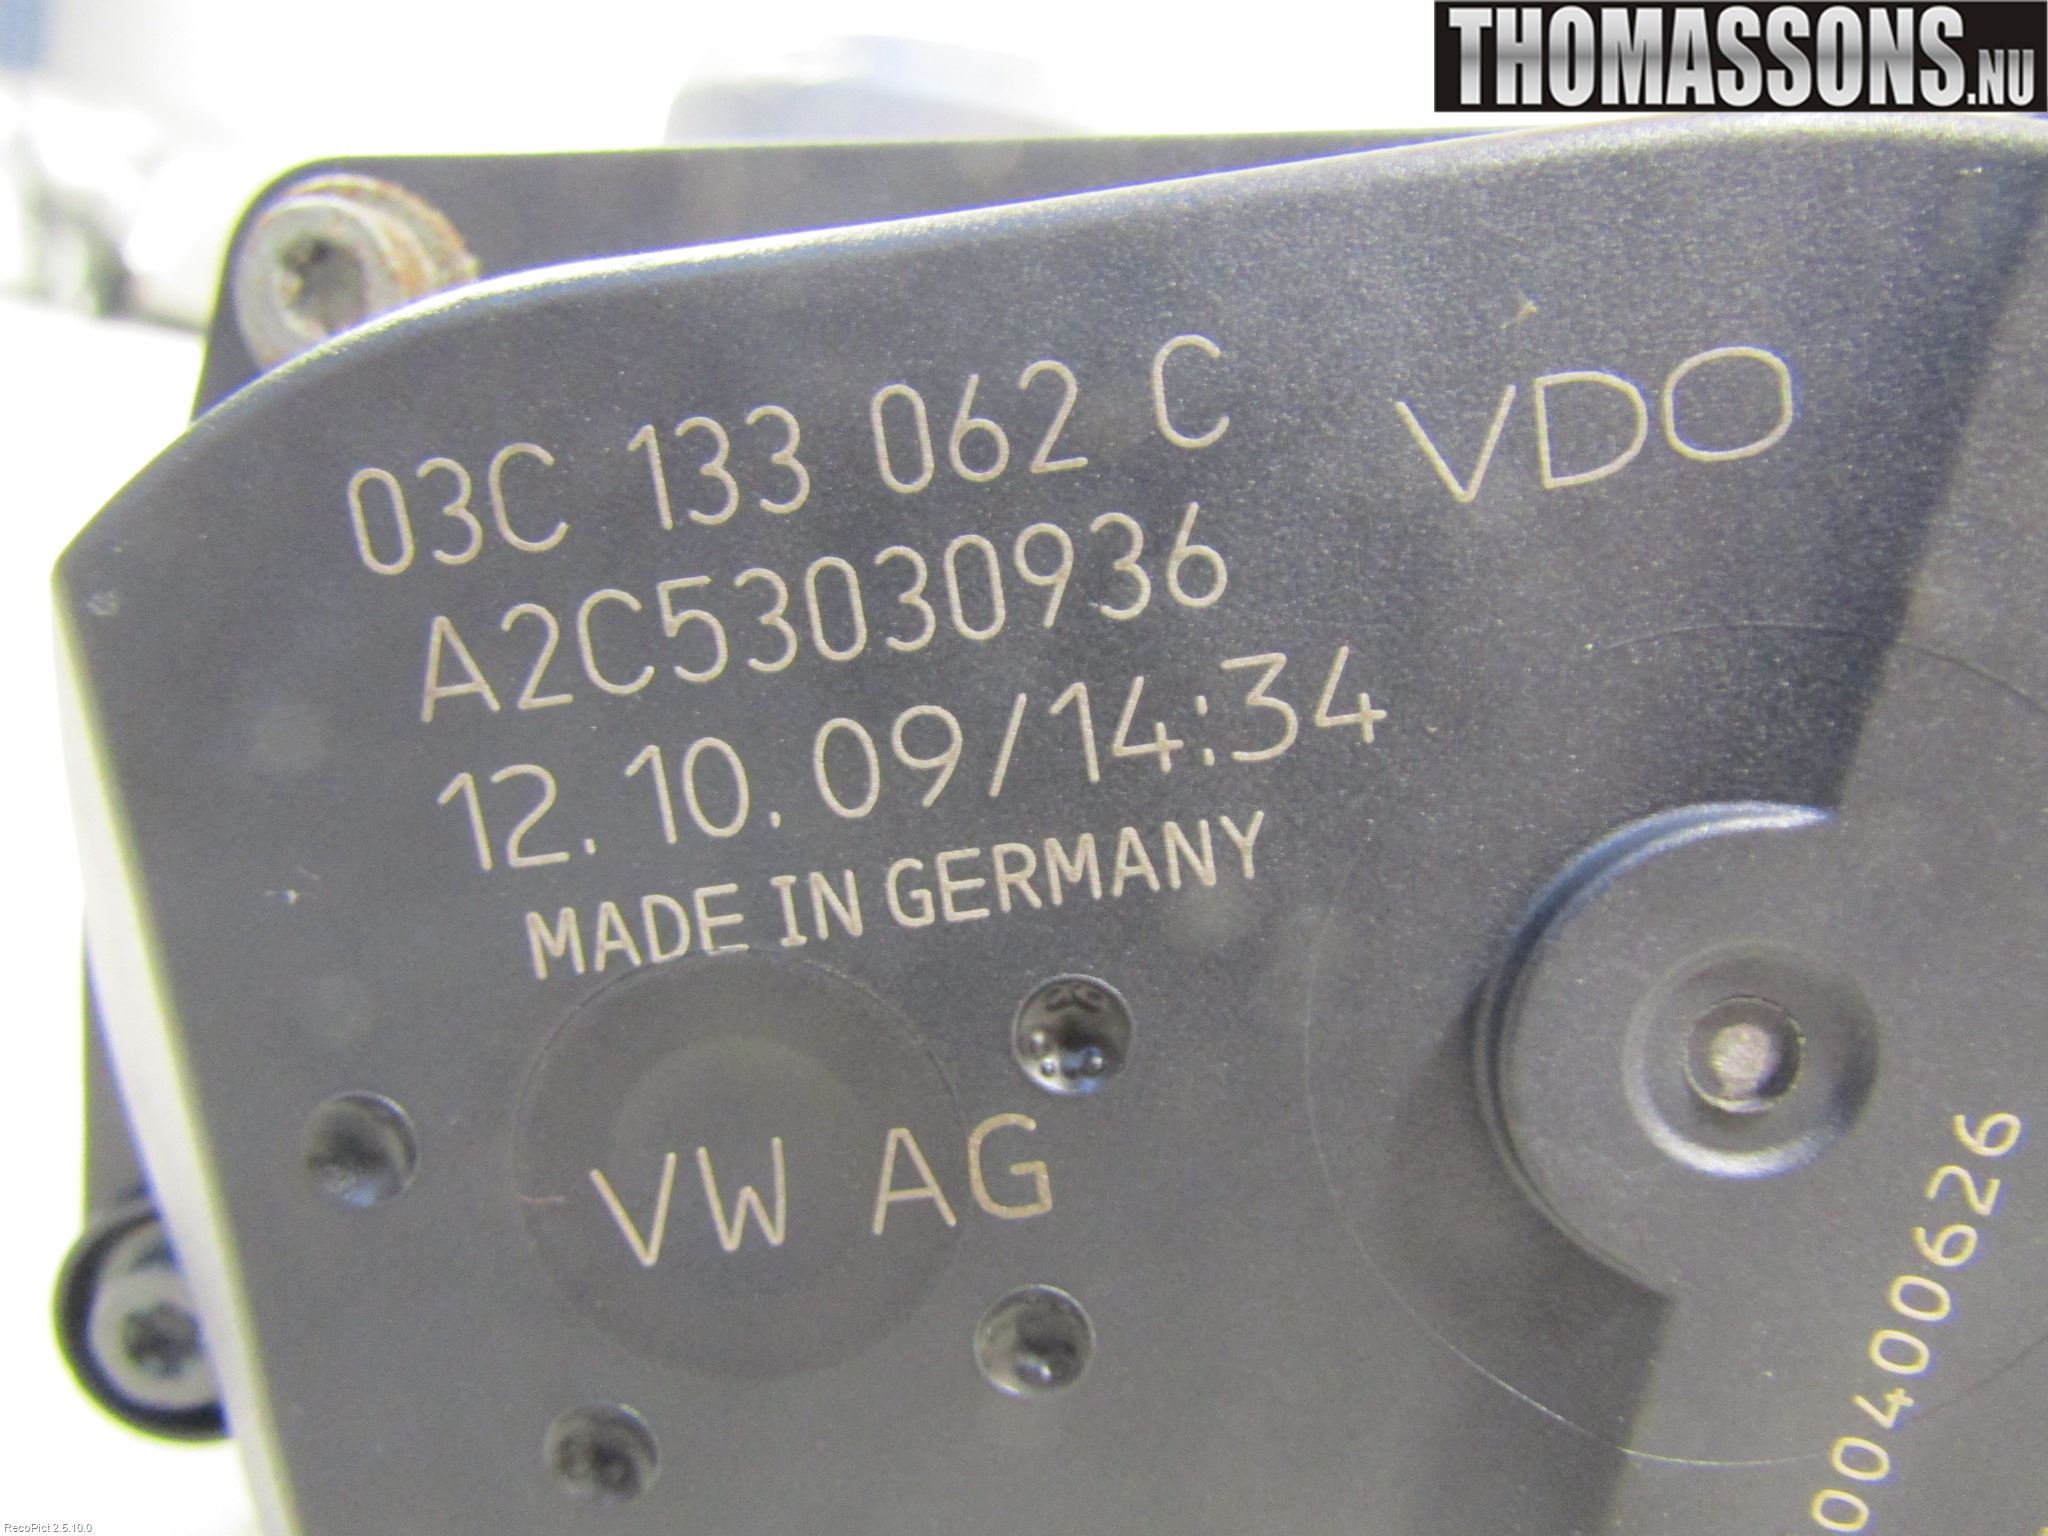 THOMASSONS.NU
03C 133 062 C
VDO
A2C53030936
12.10.09/14:34
MADE IN GERMANY
VW AG
00400626
RecoPict 2.5.10.0